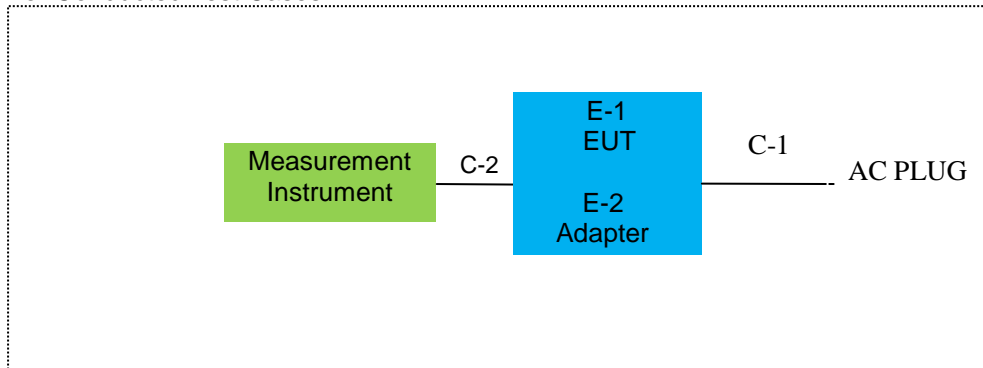 Measurement
Instrument
C-2
E-1
EUT
E-2
Adapter
C-1
AC PLUG